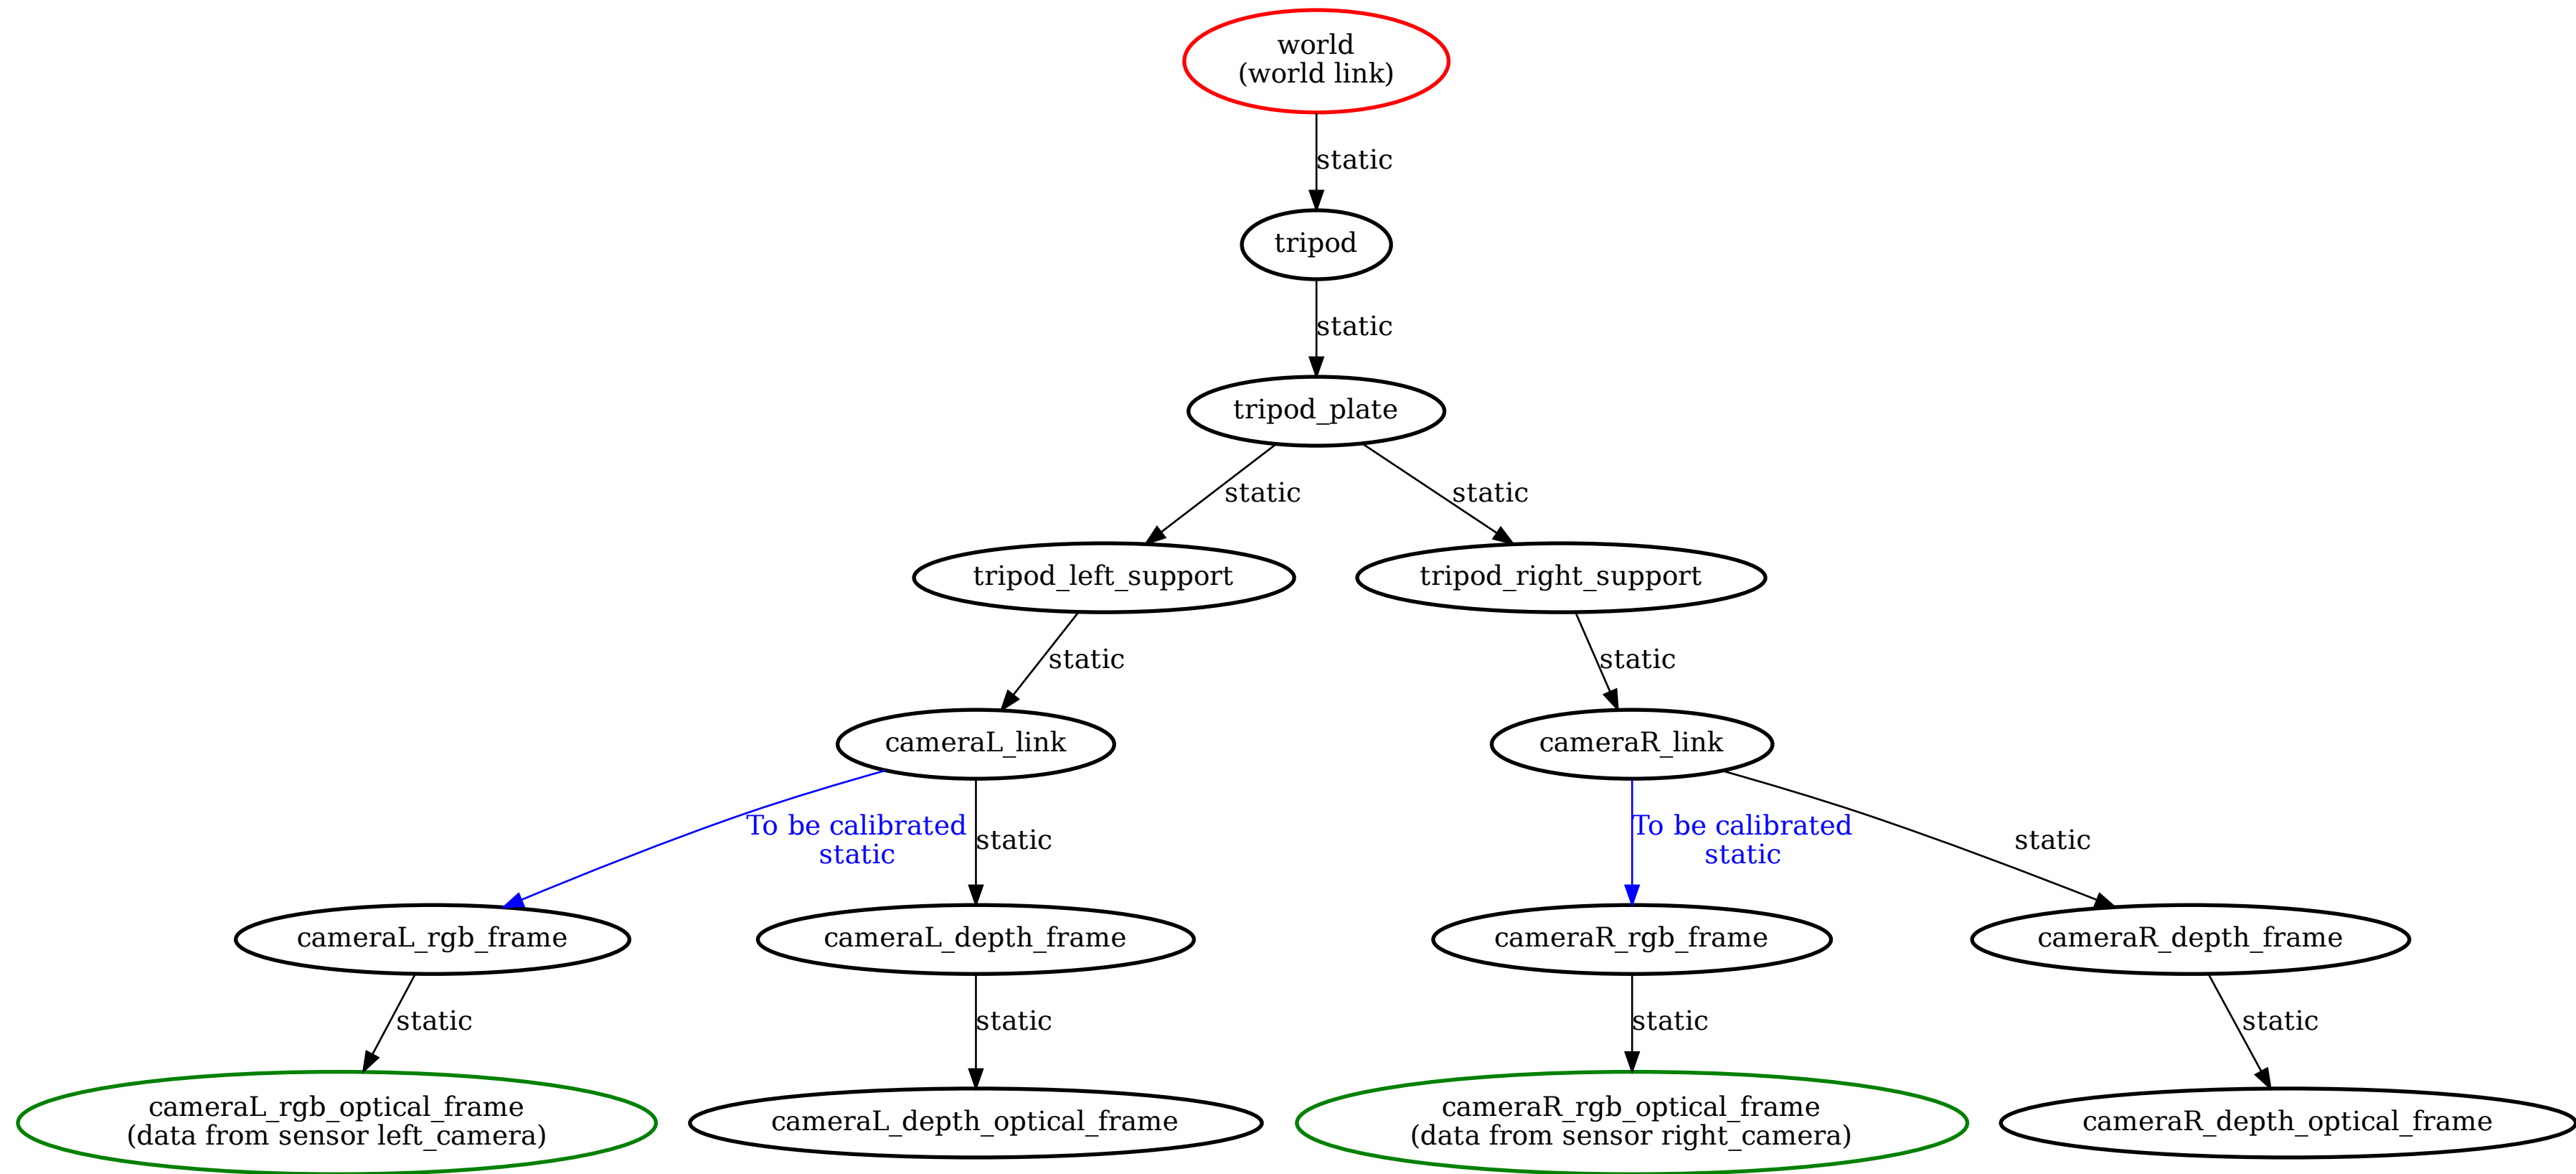 world
(world link)
static
tripod
static
tripod_plate
static
static
tripod_left_support
tripod_right_support
static
static
cameraL_link
cameraR_link
To be calibrated
static
static
To be calibrated
static
static
cameraL_rgb_frame
cameraL_depth_frame
cameraR_rgb_frame
cameraR_depth_frame
static
static
static
static
cameraL_rgb_optical_frame
(data from sensor left_camera)
cameraL_depth_optical_frame
cameraR_rgb_optical_frame
(data from sensor right_camera)
cameraR_depth_optical_frame